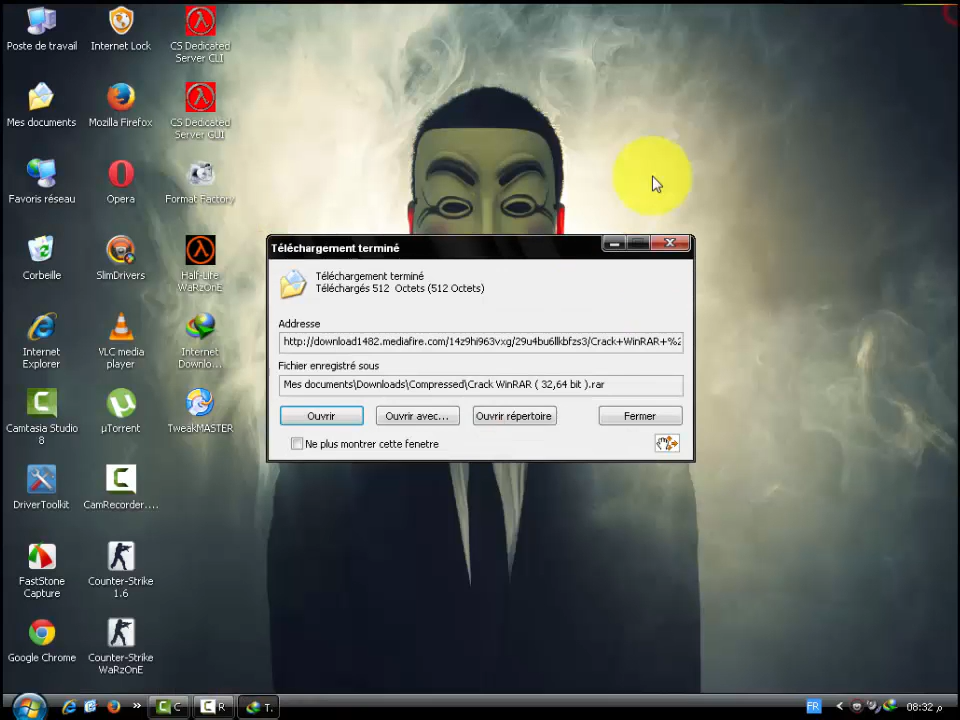 Poste de travail
Internet Lock
CS Dedicated
Server CLI
Mes documents
Mozilla Firefox
CS Dedicated
Server GUI
Favoris réseau
Opera
Format Factory
Corbeille
SlimDrivers
Half-Life
WaRzOnE
Internet
Explorer
VLC media
player
Internet
Downlo...
Camtasia Studio
8
µTorrent
TweakMASTER
DriverToolkit
CamRecorder....
FastStone
Capture
Counter-Strike
1.6
Google Chrome
Counter-Strike
WaRzOnE
Téléchargement terminé
Téléchargement terminé
Téléchargés 512 Octets (512 Octets)
Addresse
http://download1482.mediafire.com/14z9hi963vxg/29u4bu6llkbfzs3/Crack+WinRAR+%2
Fichier enregistré sous
Mes documents\Downloads\Compressed\Crack WinRAR ( 32,64 bit ).rar
Ouvrir
Ouvrir avec...
Ouvrir répertoire
Fermer
Ne plus montrer cette fenetre
C
R
T.
FR
08:32 م